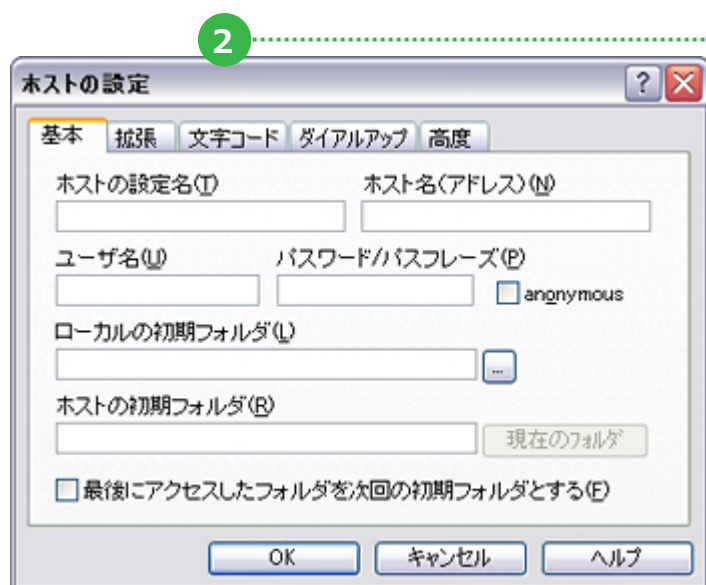 2
ホストの設定
?
基本 拡張 文字コード ダイアルアップ 高度
ホストの設定名(T) ホスト名(アドレス)(N)
ユーザ名(U) パスワード/パスフレーズ(P)
anonymous
ローカルの初期フォルダ(L)
...
ホストの初期フォルダ(R)
現在のフォルダ
最後にアクセスしたフォルダを次回の初期フォルダとする(F)
OK キャンセル ヘルプ